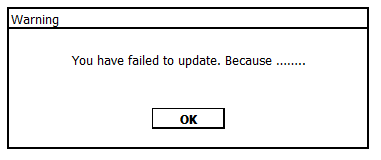 Warning
You have failed to update. Because ........
OK